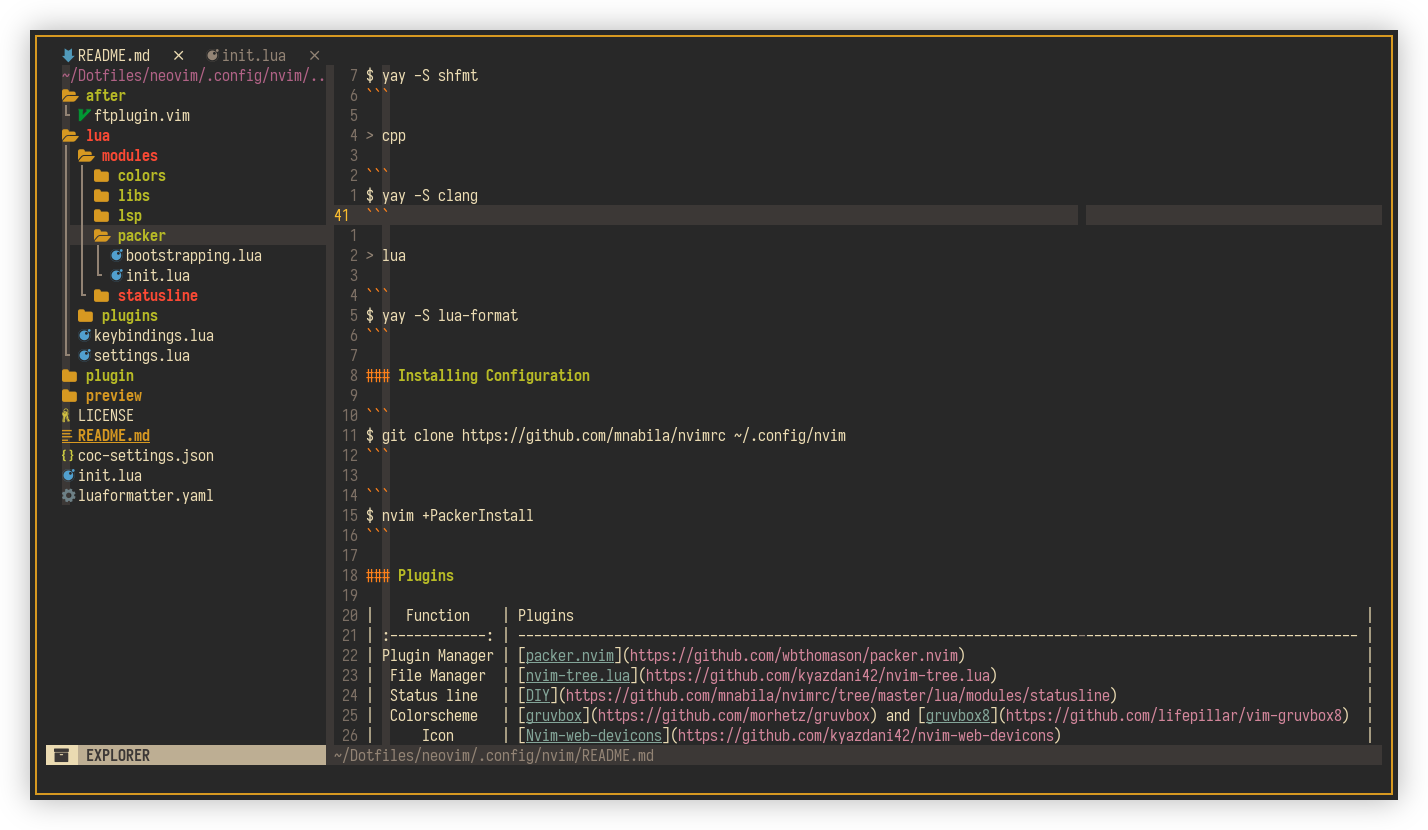 README.md × init.lua ×
~/Dotfiles/neovim/.config/nvim/..
after
ftplugin.vim
lua
modules
colors
libs
lsp
packer
bootstrapping.lua
init.lua
statusline
plugins
keybindings.lua
settings.lua
plugin
preview
LICENSE
README.md
{} coc-settings.json
init.lua
luaformatter.yaml
EXPLORER
7 $ yay -S shfmt
6 ```
5
4 > cpp
3
2 ```
1 $ yay -S clang
41 ```
1
2 > lua
3
4 ```
5 $ yay -S lua-format
6 ```
7
8 ### Installing Configuration
9
10 ```
11 $ git clone https://github.com/mnabila/nvimrc ~/.config/nvim
12 ```
13
14 ```
15 $ nvim +PackerInstall
16 ```
17
18 ### Plugins
19
20 | Function | Plugins |
21 | :------------: | --------------------------------------------------------------------------------------------------------- |
22 | Plugin Manager | [packer.nvim](https://github.com/wbthomason/packer.nvim) |
23 | File Manager | [nvim-tree.lua](https://github.com/kyazdani42/nvim-tree.lua) |
24 | Status line | [DIY](https://github.com/mnabila/nvimrc/tree/master/lua/modules/statusline) |
25 | Colorscheme | [gruvbox](https://github.com/morhetz/gruvbox) and [gruvbox8](https://github.com/lifepillar/vim-gruvbox8) |
26 | Icon | [Nvim-web-devicons](https://github.com/kyazdani42/nvim-web-devicons) |
~/Dotfiles/neovim/.config/nvim/README.md